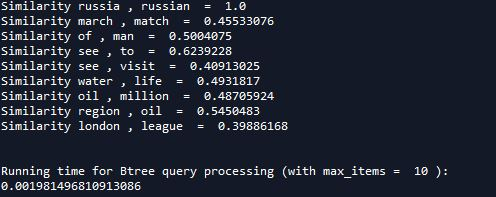 Similarity russia , russian  =  1.0
Similarity march , match  =  0.45533076
Similarity of , man  =  0.5004075
Similarity see , to  =  0.6239228
Similarity see , visit  =  0.40913025
Similarity water , life  =  0.4931817
Similarity oil , million  =  0.48705924
Similarity region , oil  =  0.5450483
Similarity london , league  =  0.39886168
Running time for Btree query processing (with max_items =  10 ):
0.001981496810913086